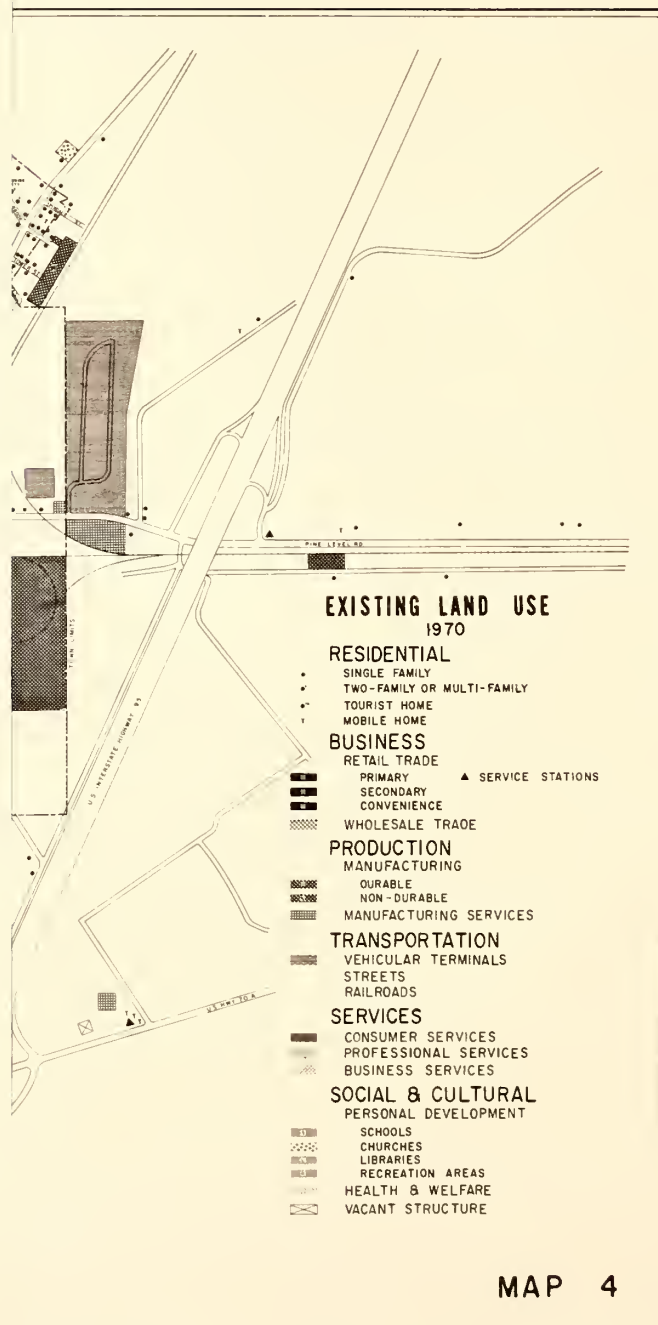 PINE LEVEL RD.
TOWN LIMITS
U.S. INTERSTATE HIGHWAY 95
U.S. HWY 70 A
T
T
T
T
T
EXISTING LAND USE
1970
RESIDENTIAL
SINGLE FAMILY
TWO-FAMILY OR MULTI-FAMILY
TOURIST HOME
T MOBILE HOME
BUSINESS
RETAIL TRADE
PRIMARY ▲ SERVICE STATIONS
SECONDARY
CONVENIENCE
WHOLESALE TRADE
PRODUCTION
MANUFACTURING
DURABLE
NON-DURABLE
MANUFACTURING SERVICES
TRANSPORTATION
VEHICULAR TERMINALS
STREETS
RAILROADS
SERVICES
CONSUMER SERVICES
PROFESSIONAL SERVICES
BUSINESS SERVICES
SOCIAL & CULTURAL
PERSONAL DEVELOPMENT
SCHOOLS
CHURCHES
LIBRARIES
RECREATION AREAS
HEALTH & WELFARE
VACANT STRUCTURE
MAP 4